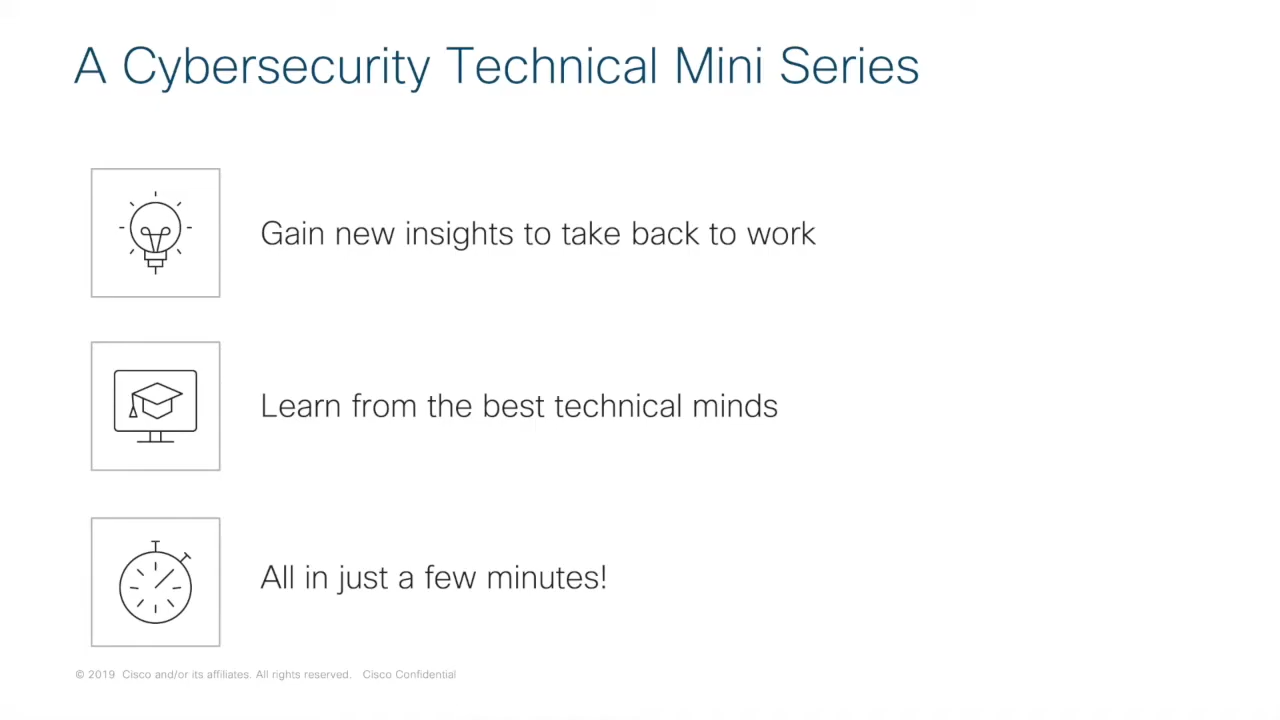 A Cybersecurity Technical Mini Series
Gain new insights to take back to work
Learn from the best technical minds
All in just a few minutes!
© 2019 Cisco and/or its affiliates. All rights reserved. Cisco Confidential